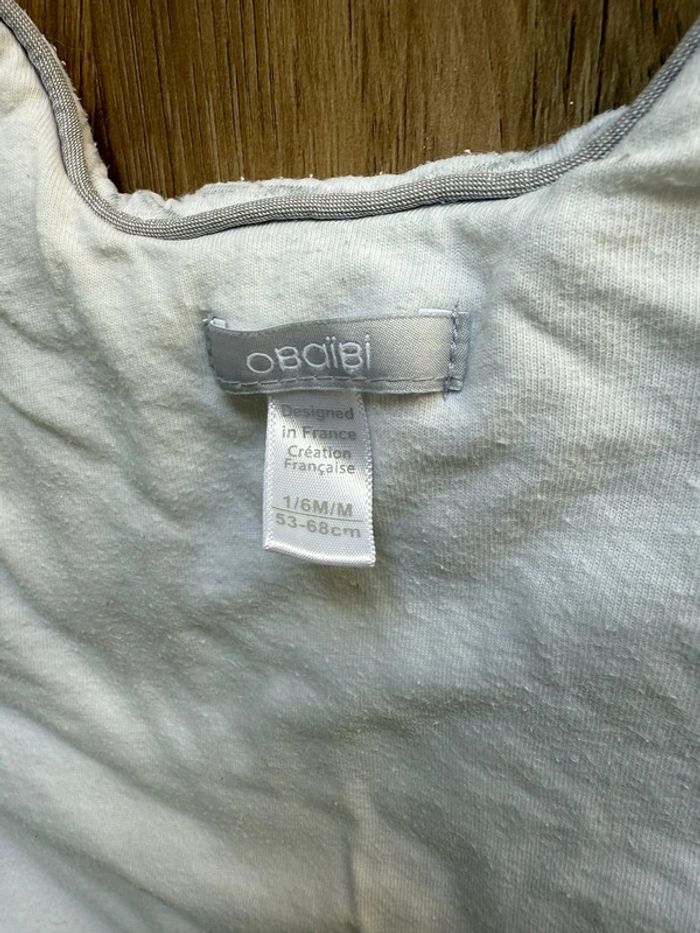 obaïbi
Designed
in France
Création
Française
1/6M/M
53-68cm